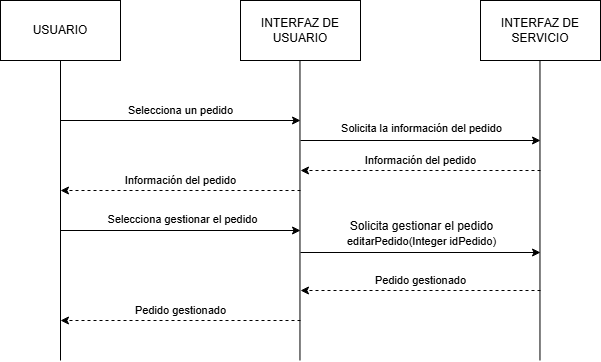 USUARIO
INTERFAZ DE
USUARIO
INTERFAZ DE
SERVICIO
Selecciona un pedido
Solicita la información del pedido
Información del pedido
Información del pedido
Selecciona gestionar el pedido
Solicita gestionar el pedido
editarPedido(Integer idPedido)
Pedido gestionado
Pedido gestionado